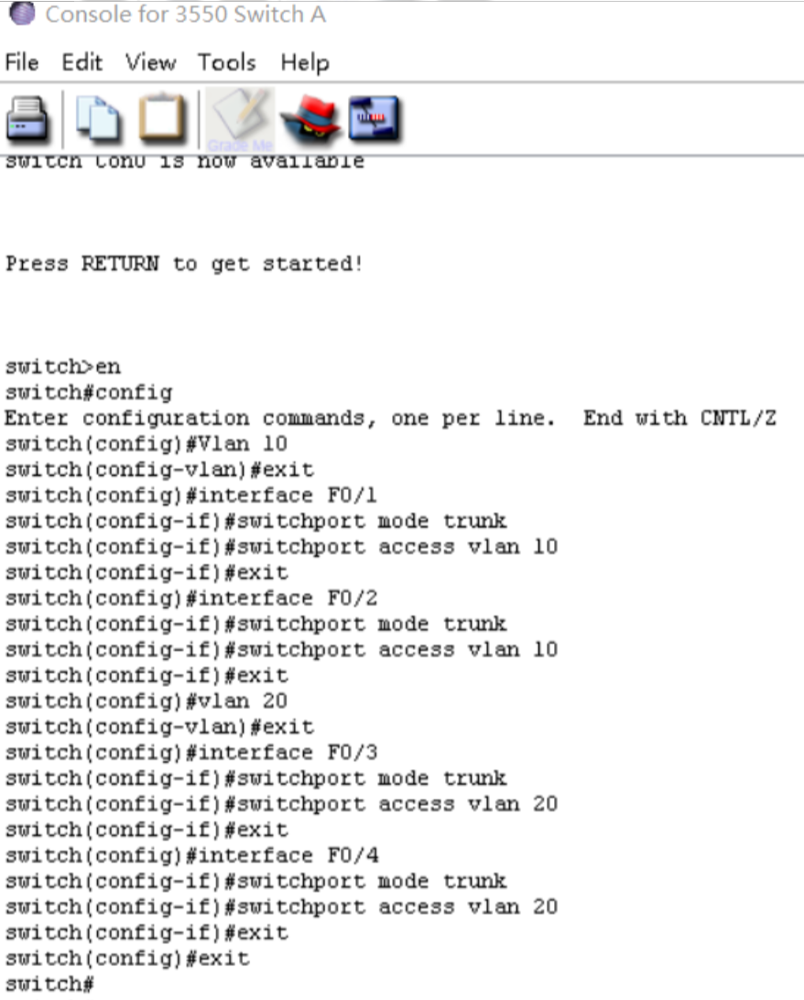 Console for 3550 Switch A
File Edit View Tools Help
Grade Me
switch Con0 is now available
Press RETURN to get started!
switch>en
switch#config
Enter configuration commands, one per line.  End with CNTL/Z
switch(config)#Vlan 10
switch(config-vlan)#exit
switch(config)#interface F0/1
switch(config-if)#switchport mode trunk
switch(config-if)#switchport access vlan 10
switch(config-if)#exit
switch(config)#interface F0/2
switch(config-if)#switchport mode trunk
switch(config-if)#switchport access vlan 10
switch(config-if)#exit
switch(config)#vlan 20
switch(config-vlan)#exit
switch(config)#interface F0/3
switch(config-if)#switchport mode trunk
switch(config-if)#switchport access vlan 20
switch(config-if)#exit
switch(config)#interface F0/4
switch(config-if)#switchport mode trunk
switch(config-if)#switchport access vlan 20
switch(config-if)#exit
switch(config)#exit
switch#